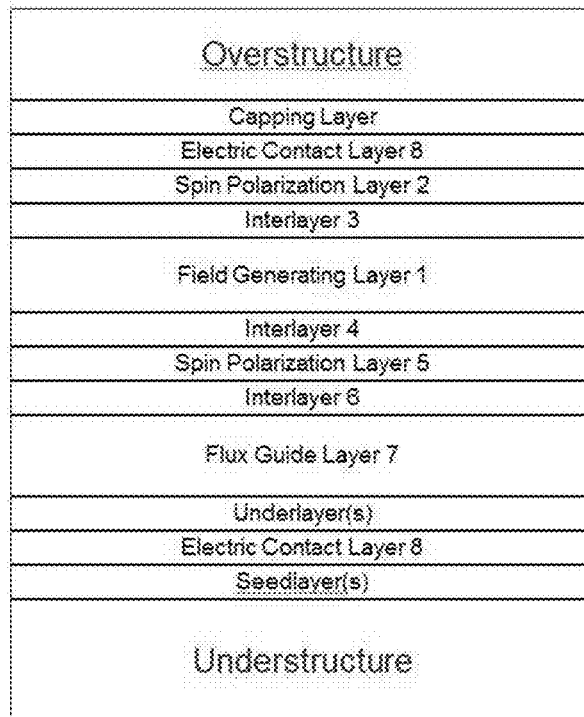 Overstructure
Capping Layer
Electric Contact Layer 8
Spin Polarization Layer 2
Interlayer 3
Field Generating Layer 1
Interlayer 4
Spin Polarization Layer 5
Interlayer 6
Flux Guide Layer 7
Underlayer(s)
Electric Contact Layer 8
Seedlayer(s)
Understructure